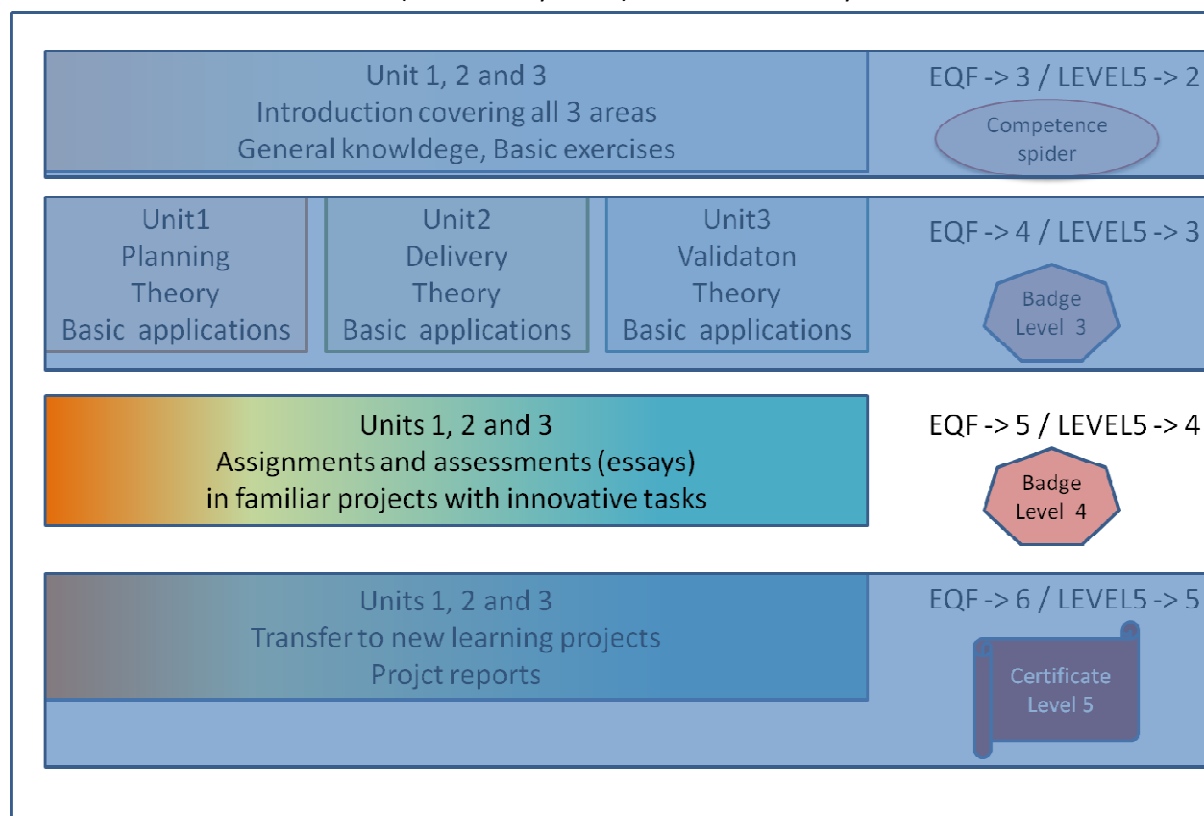 Unit 1, 2 and 3
Introduction covering all 3 areas
General knowldege, Basic exercises
EQF -> 3 / LEVEL5 -> 2
Competence
spider
Unit1
Planning
Theory
Basic applications
Unit2
Delivery
Theory
Basic applications
Unit3
Validaton
Theory
Basic applications
EQF -> 4 / LEVEL5 -> 3
Badge
Level 3
Units 1, 2 and 3
Assignments and assessments (essays)
in familiar projects with innovative tasks
EQF -> 5 / LEVEL5 -> 4
Badge
Level 4
Units 1, 2 and 3
Transfer to new learning projects
Projct reports
EQF -> 6 / LEVEL5 -> 5
Certificate
Level 5